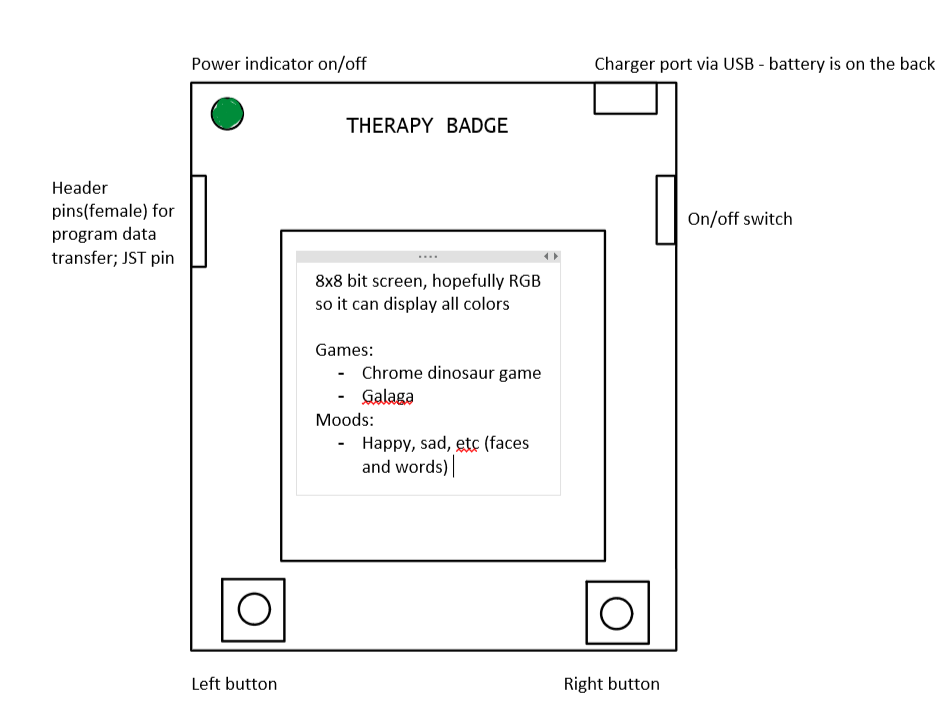 Power indicator on/off
Charger port via USB - battery is on the back
THERAPY BADGE
Header
pins(female) for
program data
transfer; JST pin
On/off switch
8x8 bit screen, hopefully RGB
so it can display all colors
Games:
- Chrome dinosaur game
- Galaga
Moods:
- Happy, sad, etc (faces
and words)
Left button
Right button